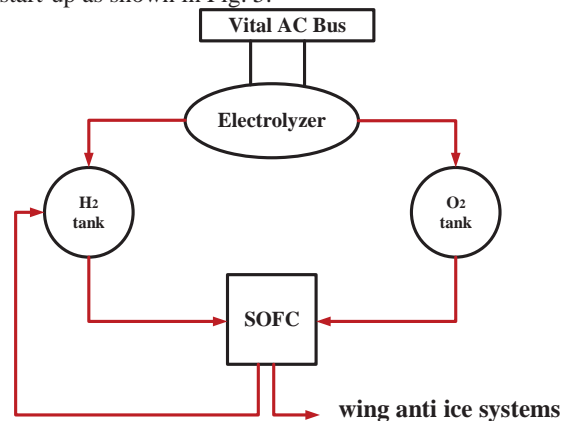 start-up as shown in Fig. 3.
Vital AC Bus
Electrolyzer
H2
tank
O2
tank
SOFC
wing anti ice systems